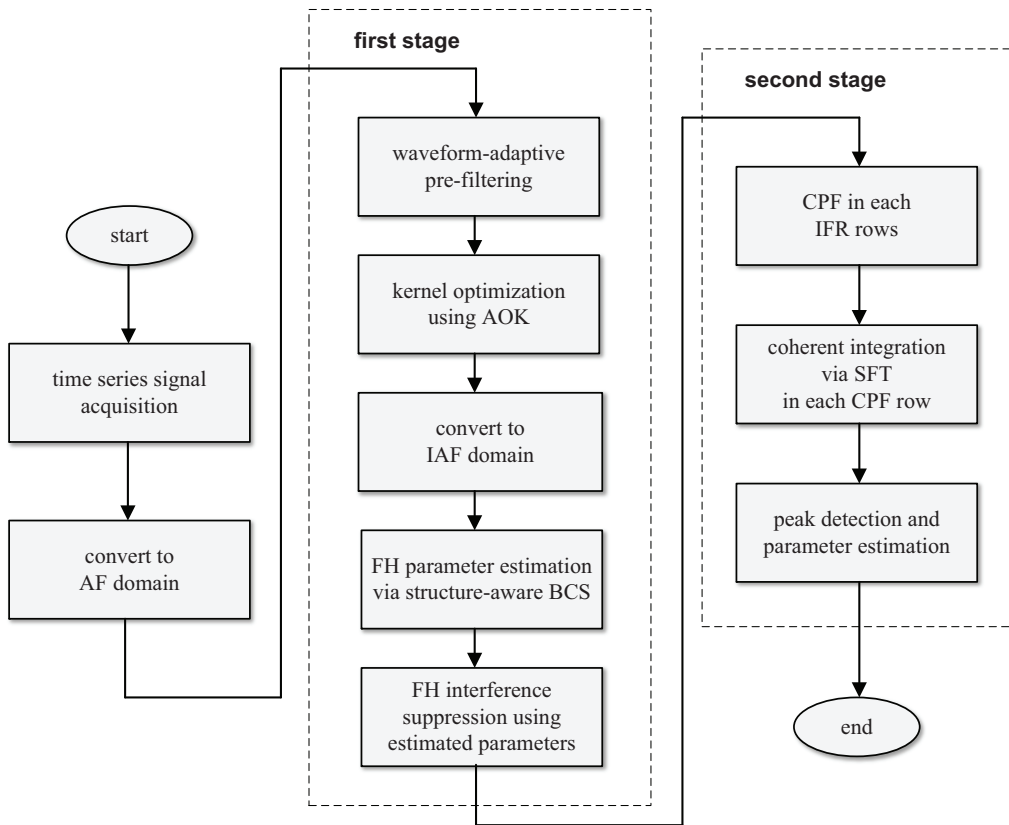 start
time series signal
acquisition
convert to
AF domain
first stage
waveform-adaptive
pre-filtering
kernel optimization
using AOK
convert to
IAF domain
FH parameter estimation
via structure-aware BCS
FH interference
suppression using
estimated parameters
second stage
CPF in each
IFR rows
coherent integration
via SFT
in each CPF row
peak detection and
parameter estimation
end